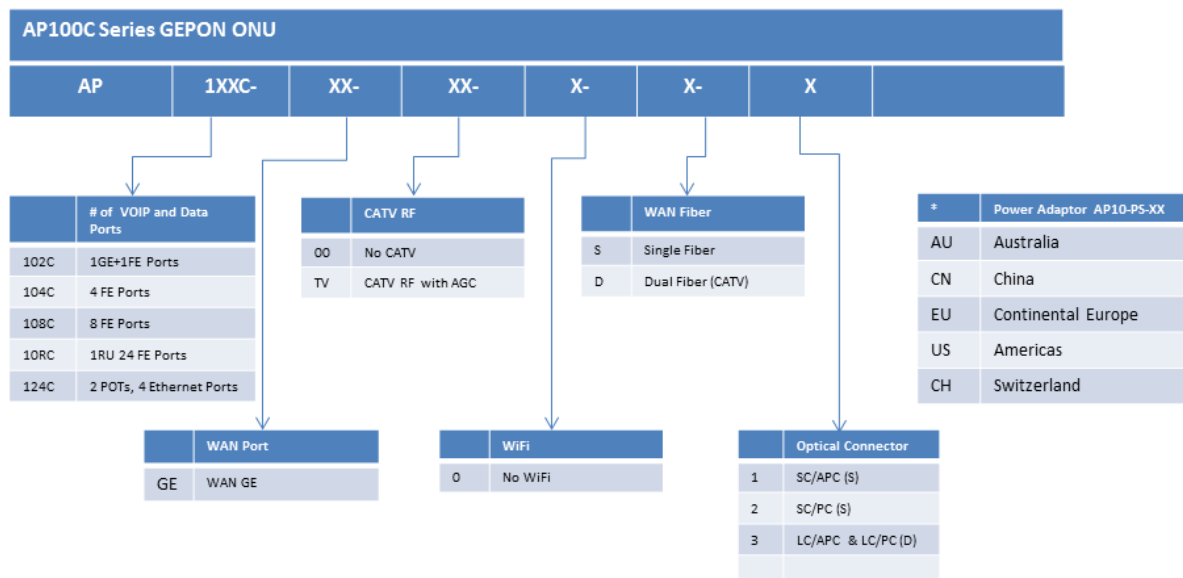 AP100C Series GEPON ONU
AP 1XXC- XX- XX- X- X- X
# of VOIP and Data
Ports
102C 1GE+1FE Ports
104C 4 FE Ports
108C 8 FE Ports
10RC 1RU 24 FE Ports
124C 2 POTs, 4 Ethernet Ports
CATV RF
00 No CATV
TV CATV RF with AGC
WAN Fiber
S Single Fiber
D Dual Fiber (CATV)
* Power Adaptor AP10-PS-XX
AU Australia
CN China
EU Continental Europe
US Americas
CH Switzerland
WAN Port
GE WAN GE
WiFi
0 No WiFi
Optical Connector
1 SC/APC (S)
2 SC/PC (S)
3 LC/APC & LC/PC (D)